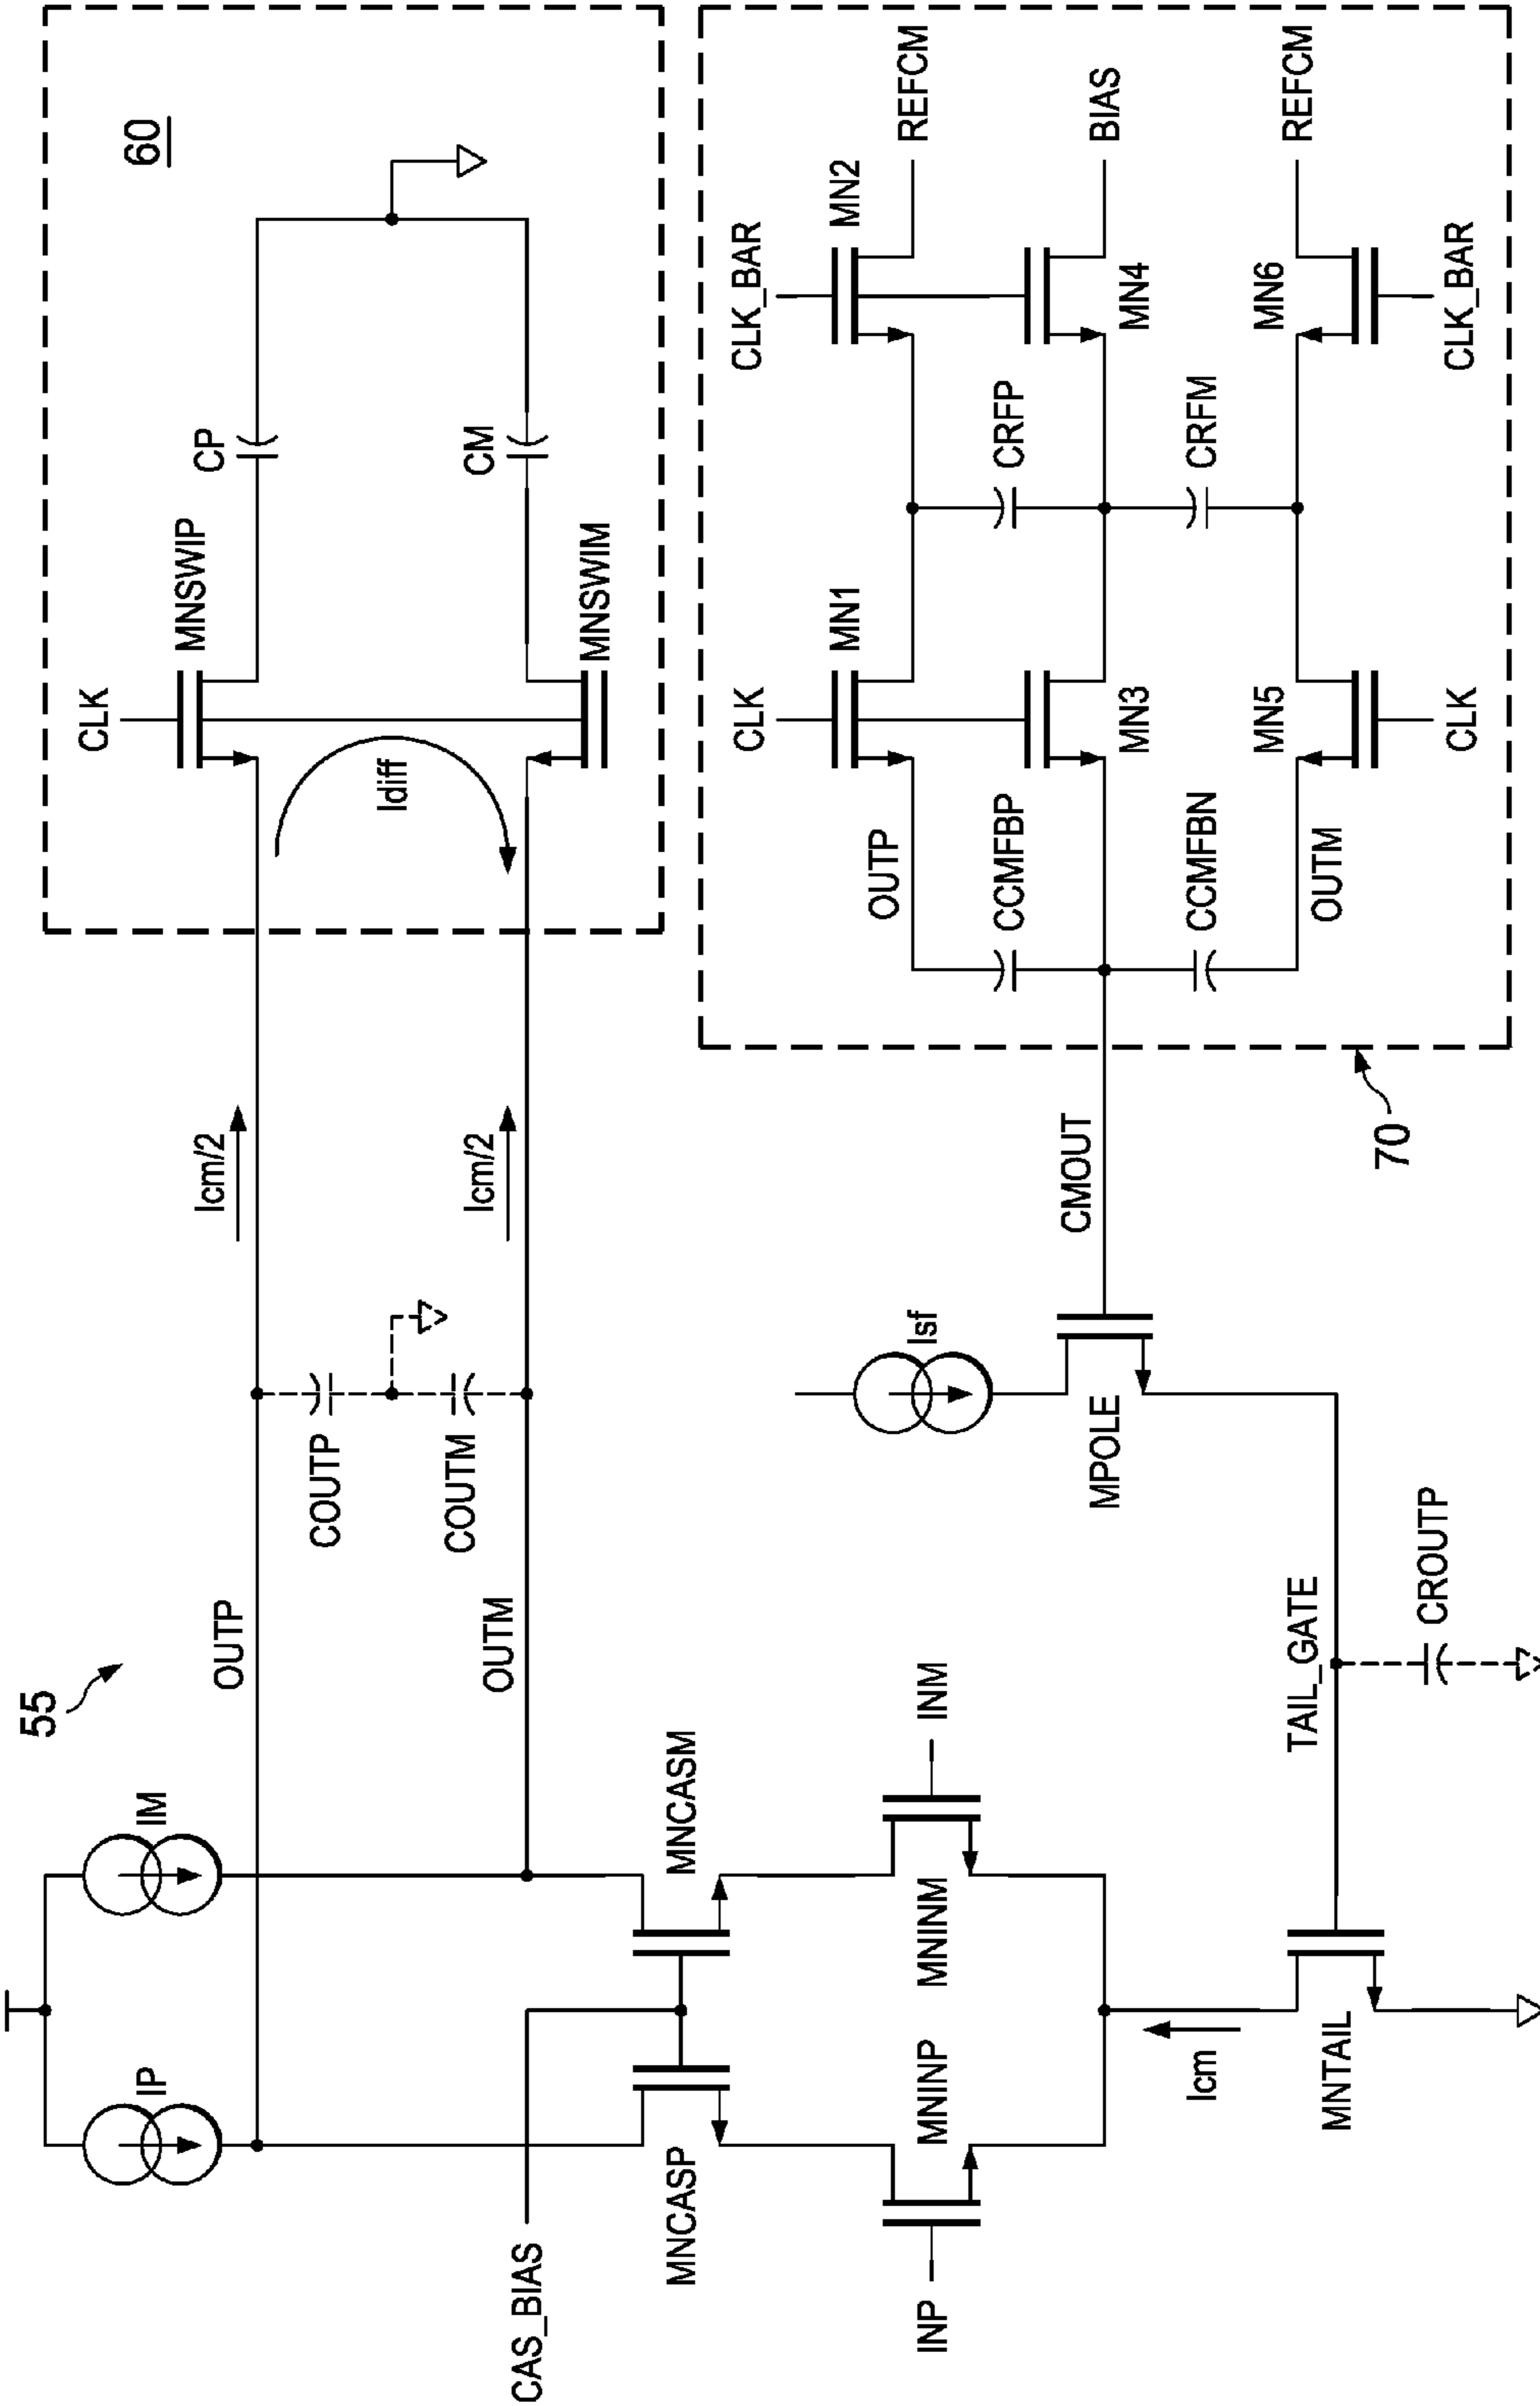 55
IP
IM
OUTP
OUTM
COUTP
COUTM
Icm/2
Icm/2
60
CLK
MNSWIP
CP
Idiff
MNSWIM
CM
CAS_BIAS
MNCASP
MNCASM
INP
MNINP
MNINM
INM
Icm
MNTAIL
TAIL_GATE
CROUTP
Isf
MPOLE
CMOUT
70
CLK
MN1
CLK_BAR
MN2
REFCM
OUTP
CCMFBP
CRFP
MN3
MN4
BIAS
CCMFBN
CRFM
OUTM
MN5
CLK
MN6
CLK_BAR
REFCM